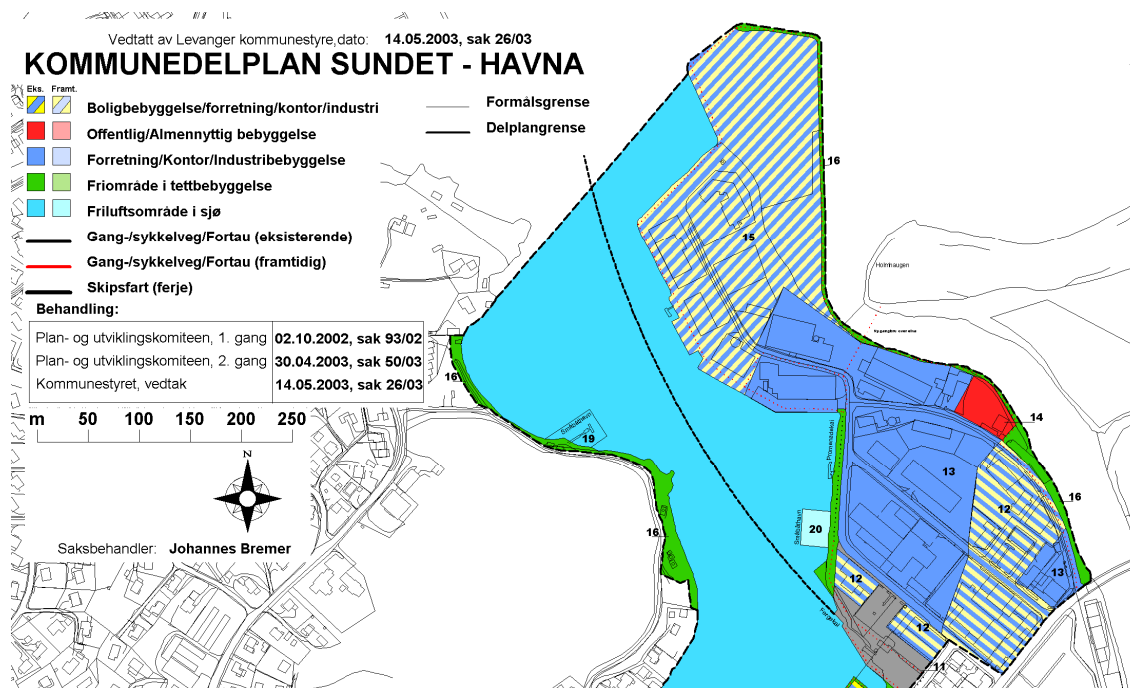 Vedtatt av Levanger kommunestyre,dato: 14.05.2003, sak 26/03
KOMMUNEDELPLAN SUNDET - HAVNA
Eks. Framt.
Boligbebyggelse/forretning/kontor/industri
Offentlig/Almennyttig bebyggelse
Forretning/Kontor/Industribebyggelse
Friområde i tettbebyggelse
Friluftsområde i sjø
Gang-/sykkelveg/Fortau (eksisterende)
Gang-/sykkelveg/Fortau (framtidig)
Skipsfart (ferje)
Formålsgrense
Delplangrense
Behandling:
Plan- og utviklingskomiteen, 1. gang 02.10.2002, sak 93/02
Plan- og utviklingskomiteen, 2. gang 30.04.2003, sak 50/03
Kommunestyret, vedtak 14.05.2003, sak 26/03
m 50 100 150 200 250
N
Saksbehandler: Johannes Bremer
16
15
Holmhaugen
16
14
Småbåthavn
19
Promenadekai
13
12
16
16
Småbåthavn
20
13
12
Fergekai
12
11